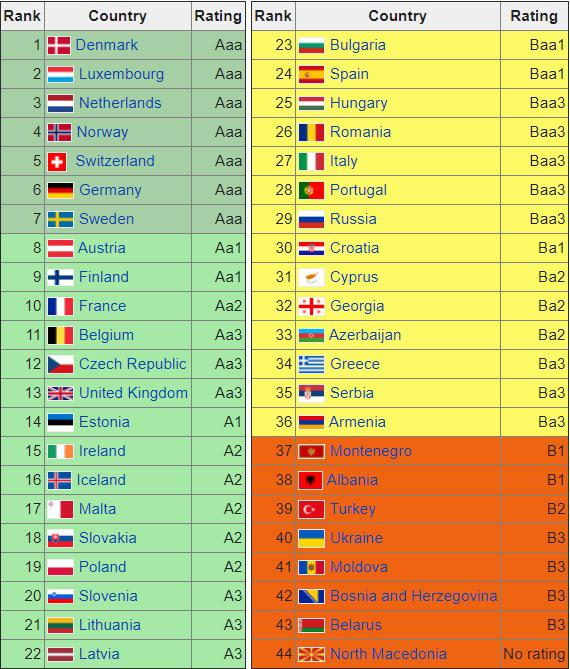 Rank Country Rating
1 Denmark Aaa
2 Luxembourg Aaa
3 Netherlands Aaa
4 Norway Aaa
5 Switzerland Aaa
6 Germany Aaa
7 Sweden Aaa
8 Austria Aa1
9 Finland Aa1
10 France Aa2
11 Belgium Aa3
12 Czech Republic Aa3
13 United Kingdom Aa3
14 Estonia A1
15 Ireland A2
16 Iceland A2
17 Malta A2
18 Slovakia A2
19 Poland A2
20 Slovenia A3
21 Lithuania A3
22 Latvia A3
Rank Country Rating
23 Bulgaria Baa1
24 Spain Baa1
25 Hungary Baa3
26 Romania Baa3
27 Italy Baa3
28 Portugal Baa3
29 Russia Baa3
30 Croatia Ba1
31 Cyprus Ba2
32 Georgia Ba2
33 Azerbaijan Ba2
34 Greece Ba3
35 Serbia Ba3
36 Armenia Ba3
37 Montenegro B1
38 Albania B1
39 Turkey B2
40 Ukraine B3
41 Moldova B3
42 Bosnia and Herzegovina B3
43 Belarus B3
44 North Macedonia No rating